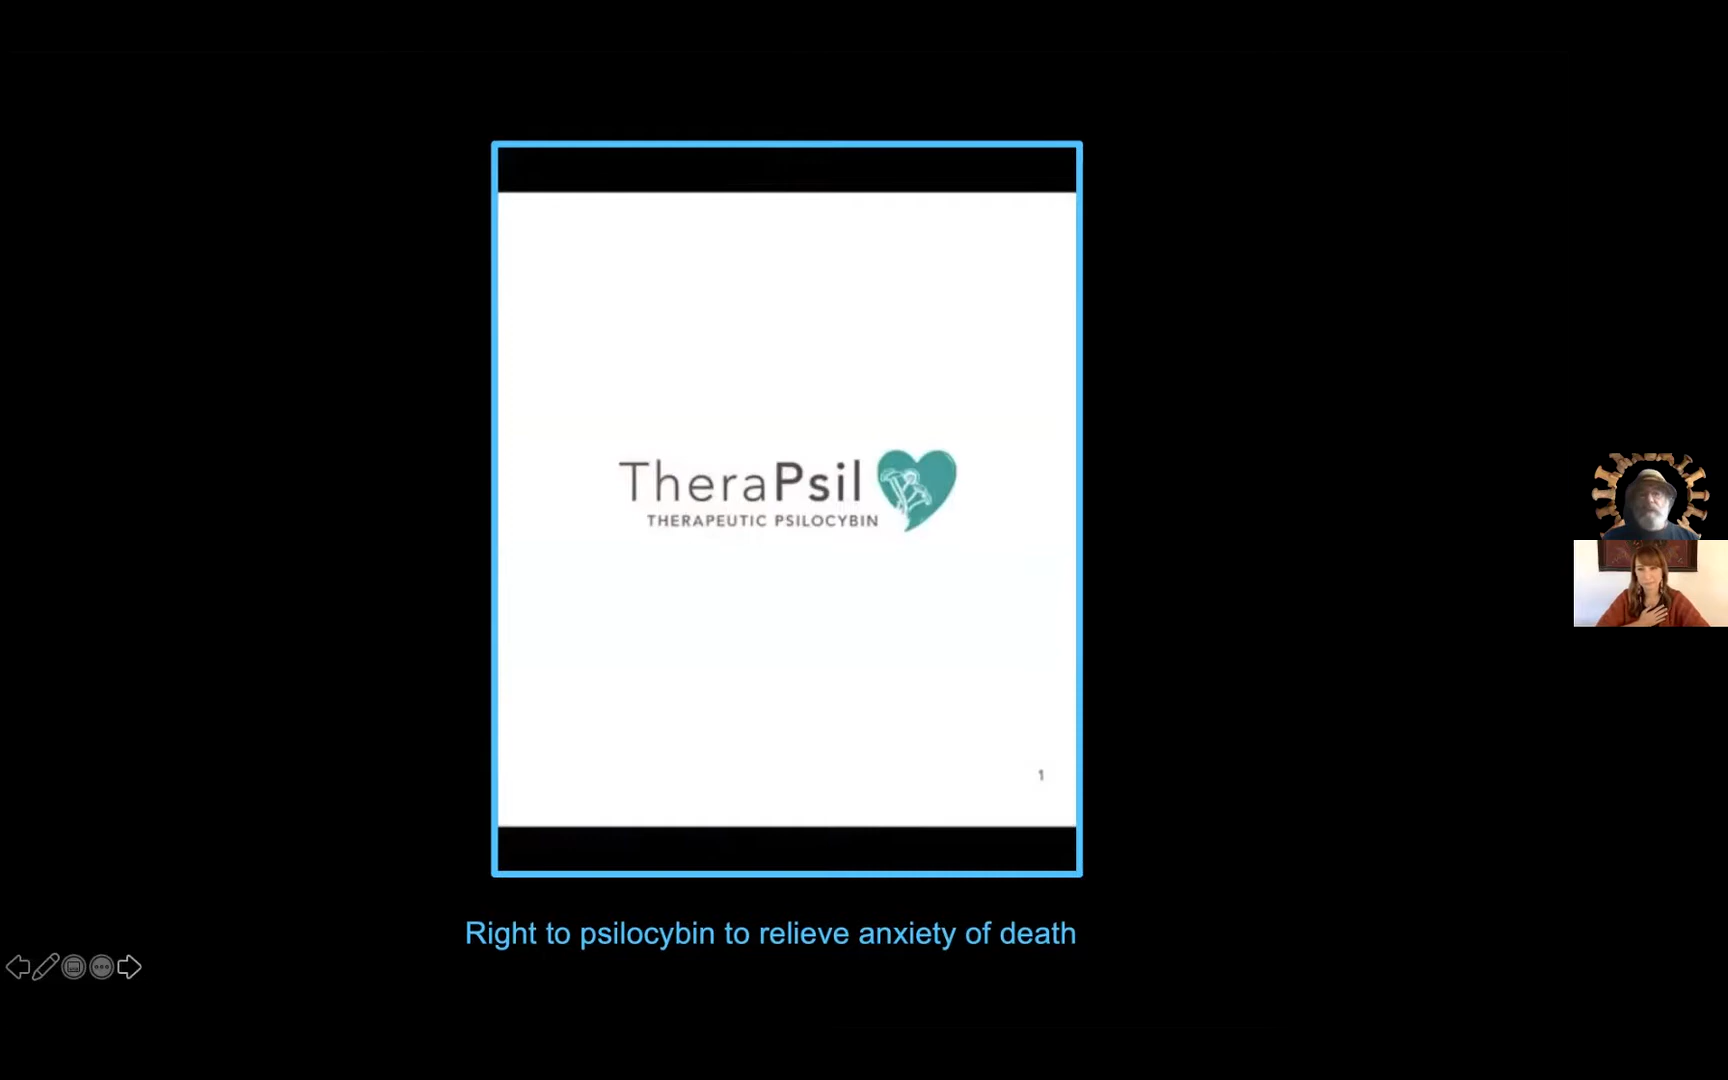 TheraPsil
THERAPEUTIC PSILOCYBIN
1
Right to psilocybin to relieve anxiety of death